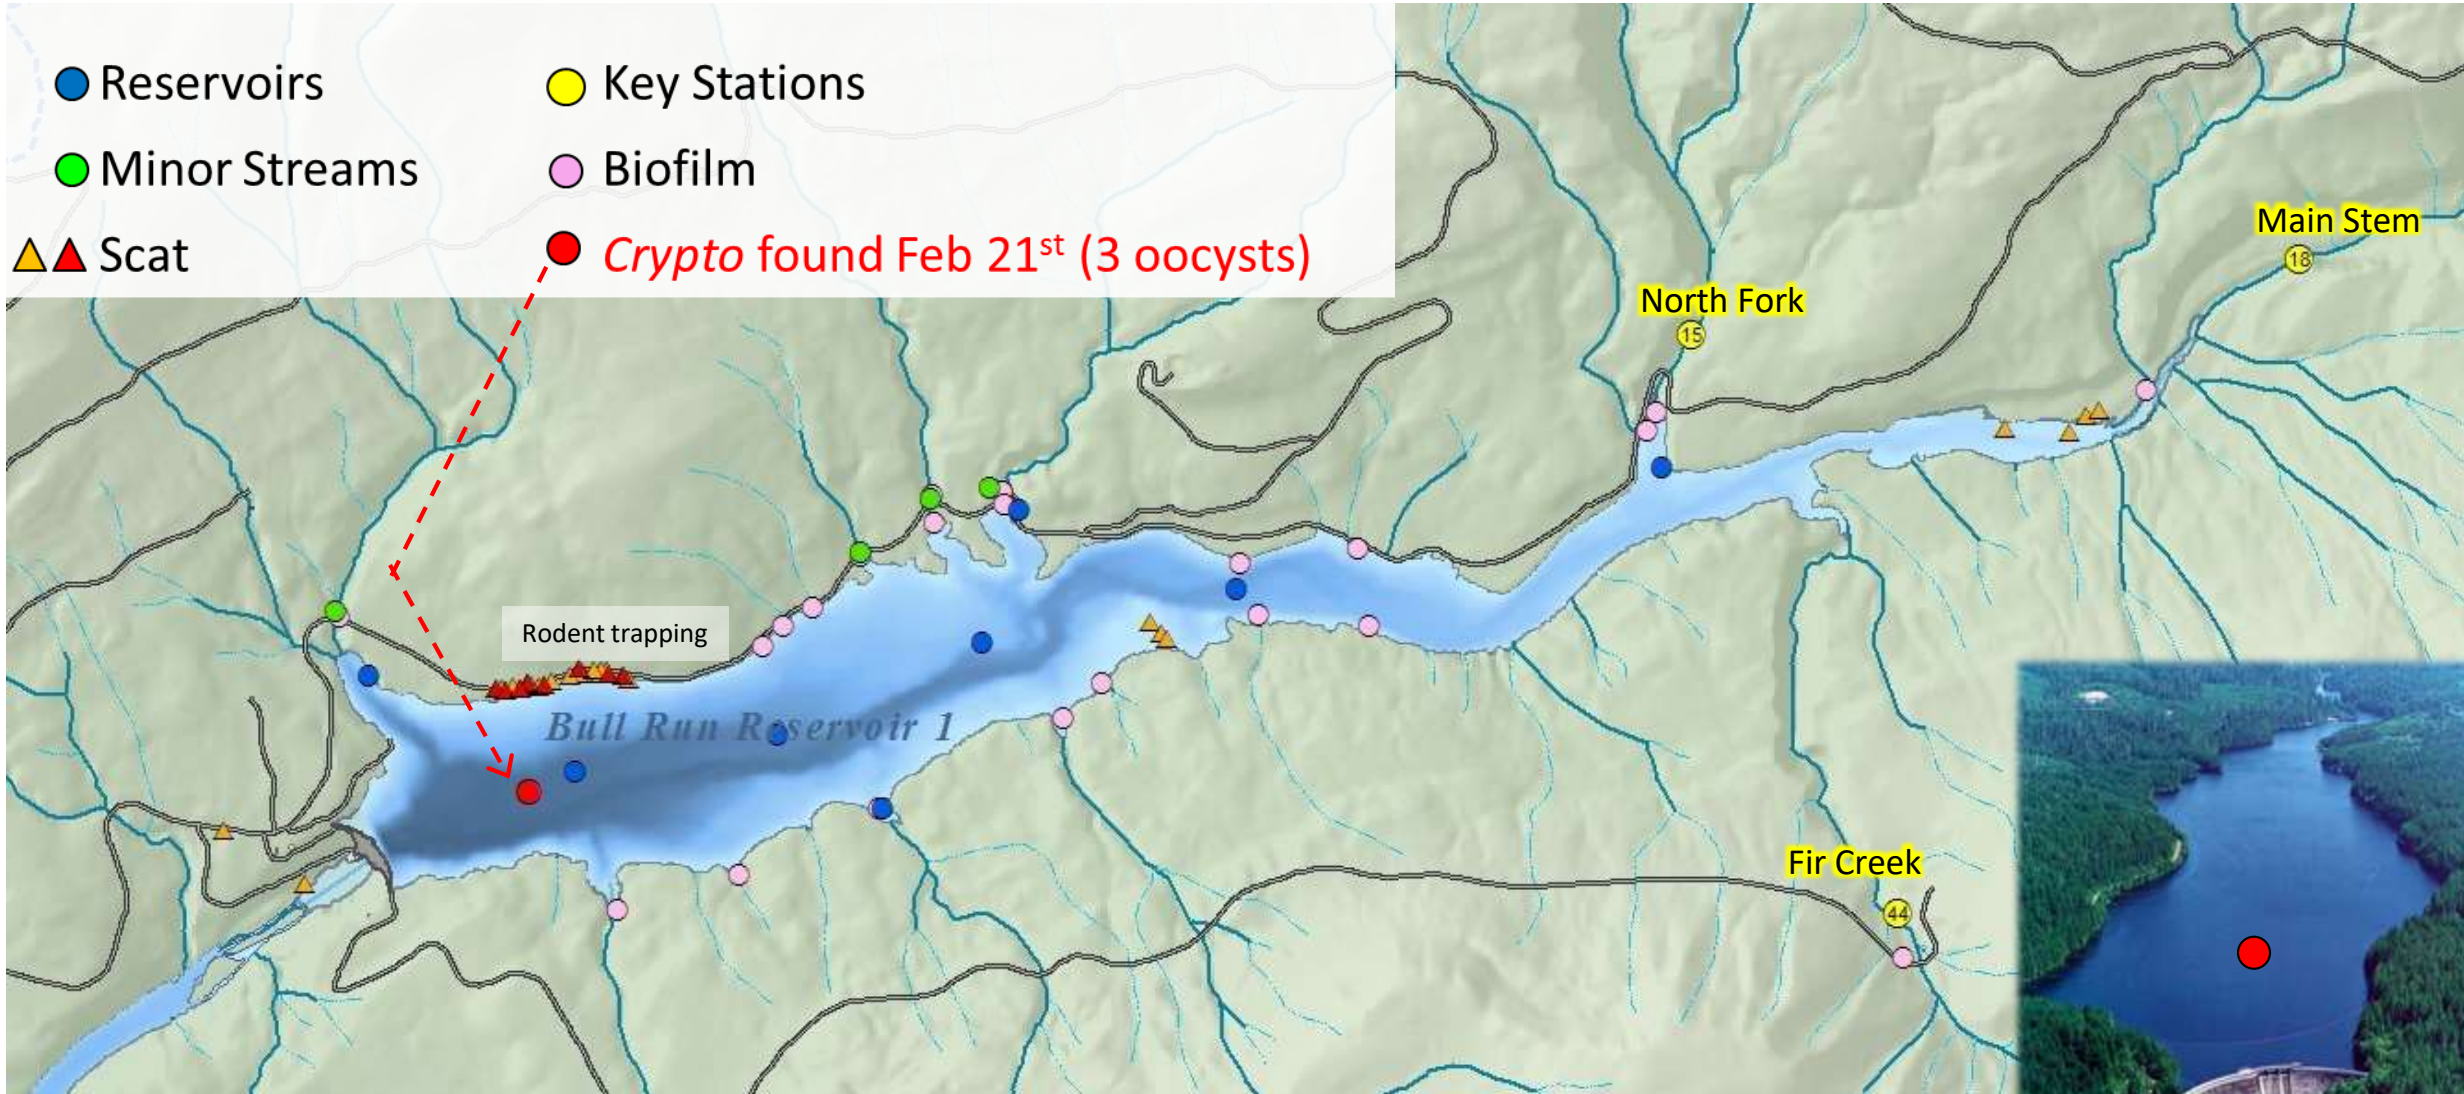 Reservoirs
Key Stations
Minor Streams
Biofilm
Scat
Crypto found Feb 21st (3 oocysts)
Main Stem
18
North Fork
15
Rodent trapping
Bull Run Reservoir 1
Fir Creek
44